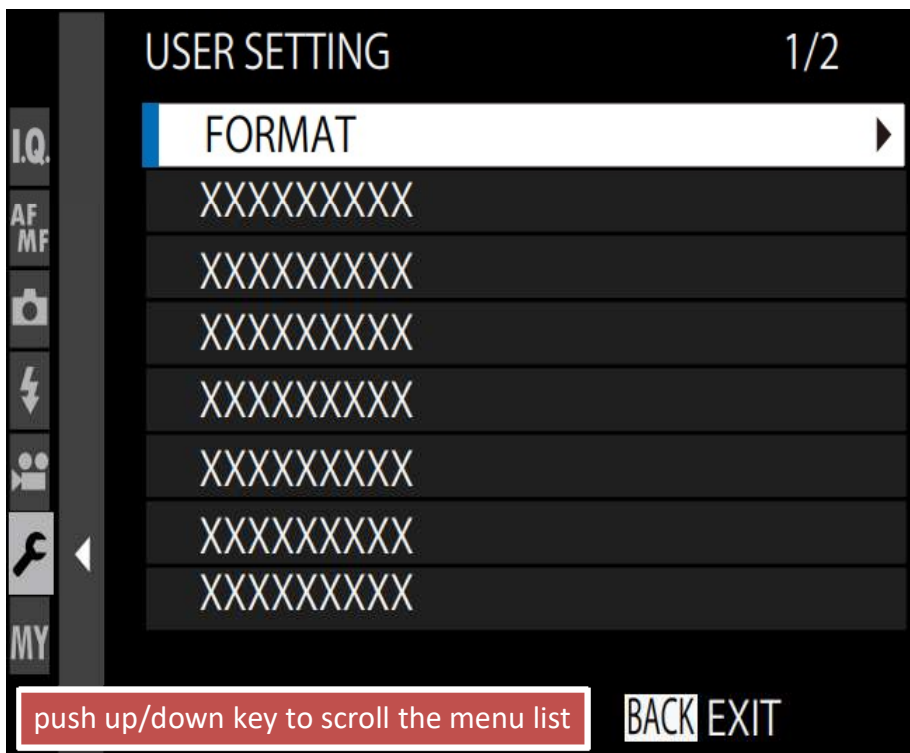 USER SETTING 1/2
FORMAT
I.Q.
XXXXXXXXX
AF
MF
XXXXXXXXX
XXXXXXXXX
XXXXXXXXX
XXXXXXXXX
XXXXXXXXX
XXXXXXXXX
MY
push up/down key to scroll the menu list
BACK EXIT